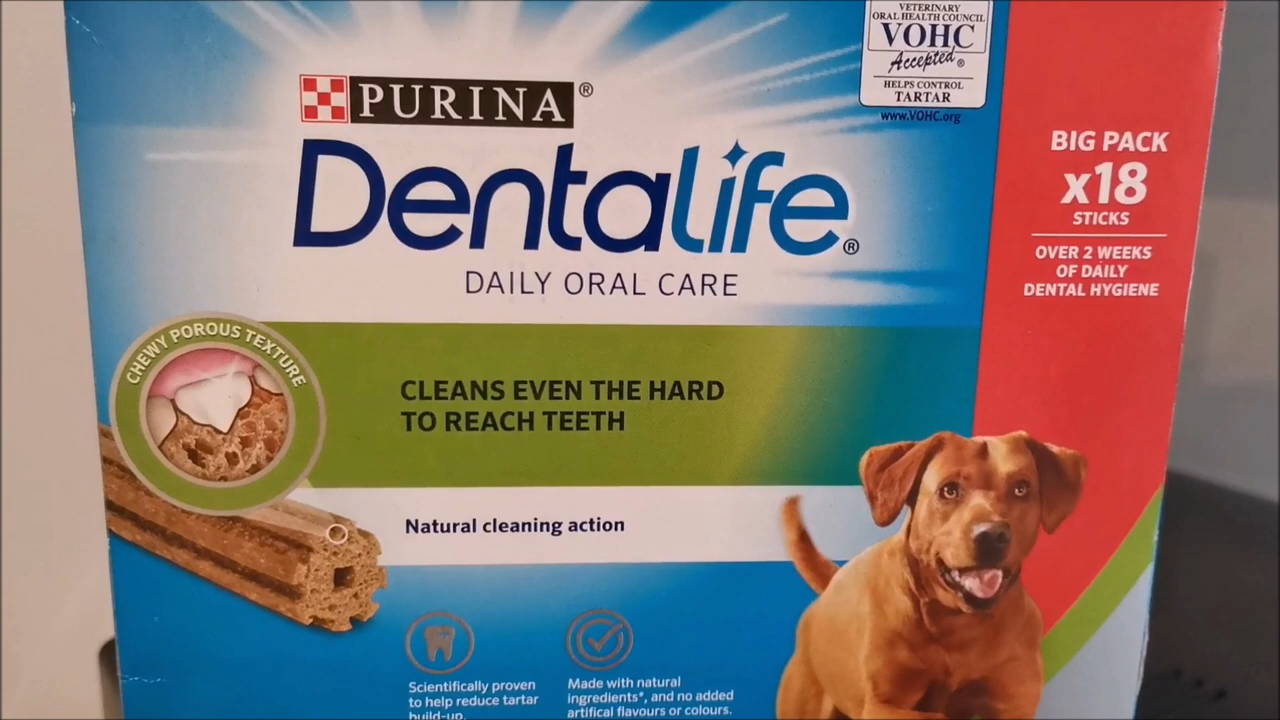 VETERINARY
ORAL HEALTH COUNCIL
VOHC
Accepted®
HELPS CONTROL
TARTAR
www.VOHC.org
PURINA®
Dentalife®
DAILY ORAL CARE
BIG PACK
x18
STICKS
OVER 2 WEEKS
OF DAILY
DENTAL HYGIENE
CHEWY POROUS TEXTURE
CLEANS EVEN THE HARD
TO REACH TEETH
Natural cleaning action
Scientifically proven
to help reduce tartar
build-up.
Made with natural
ingredients*, and no added
artificial flavours or colours.